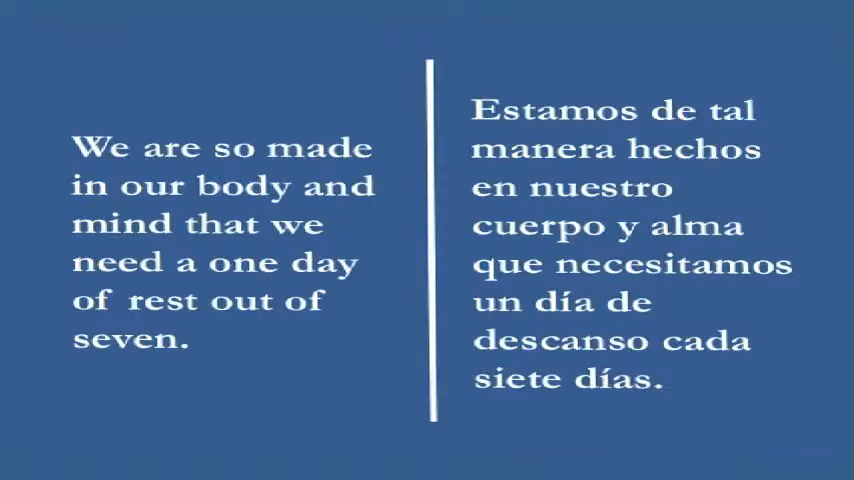 We are so made
in our body and
mind that we
need a one day
of rest out of
seven.
Estamos de tal
manera hechos
en nuestro
cuerpo y alma
que necesitamos
un día de
descanso cada
siete días.